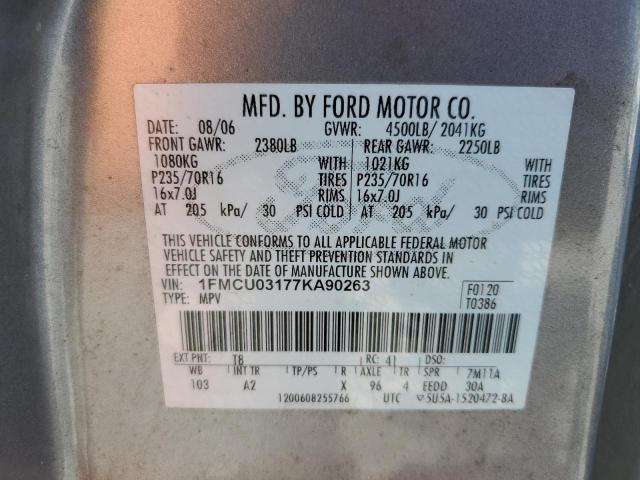 MFD. BY FORD MOTOR CO.
DATE: 08/06 GVWR: 4500LB/ 2041KG
FRONT GAWR: 2380LB REAR GAWR: 2250LB
1080KG WITH 1021KG WITH
P235/70R16 TIRES P235/70R16 TIRES
16x7.0J RIMS 16x7.0J RIMS
AT 205 kPa/ 30 PSI COLD AT 205 kPa/ 30 PSI COLD
THIS VEHICLE CONFORMS TO ALL APPLICABLE FEDERAL MOTOR
VEHICLE SAFETY AND THEFT PREVENTION STANDARDS IN
EFFECT ON THE DATE OF MANUFACTURE SHOWN ABOVE.
VIN: 1FMCU03177KA90263 F0120
TYPE: MPV T0386
EXT PNT: T8 RC: 41 DSO:
WB INT TR TP/PS R AXLE TR SPR 7M11A
103 A2 X 96 4 EEDD 30A
1200608255766 UTC ▽5U5A-1520472-8A